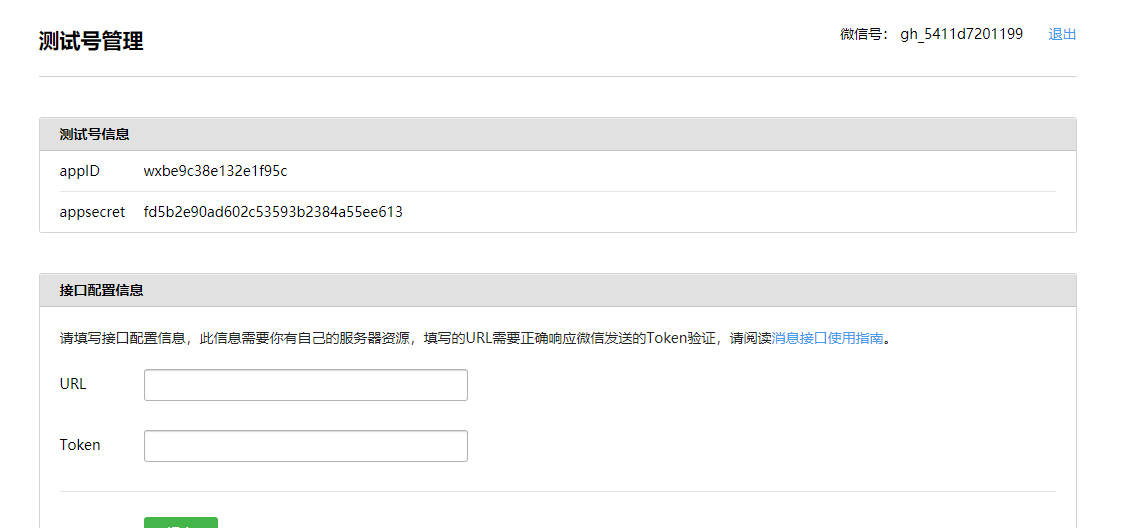 测试号管理
微信号： gh_5411d7201199 退出
测试号信息
appID wxbe9c38e132e1f95c
appsecret fd5b2e90ad602c53593b2384a55ee613
接口配置信息
请填写接口配置信息，此信息需要你有自己的服务器资源，填写的URL需要正确响应微信发送的Token验证，请阅读消息接口使用指南。
URL
Token